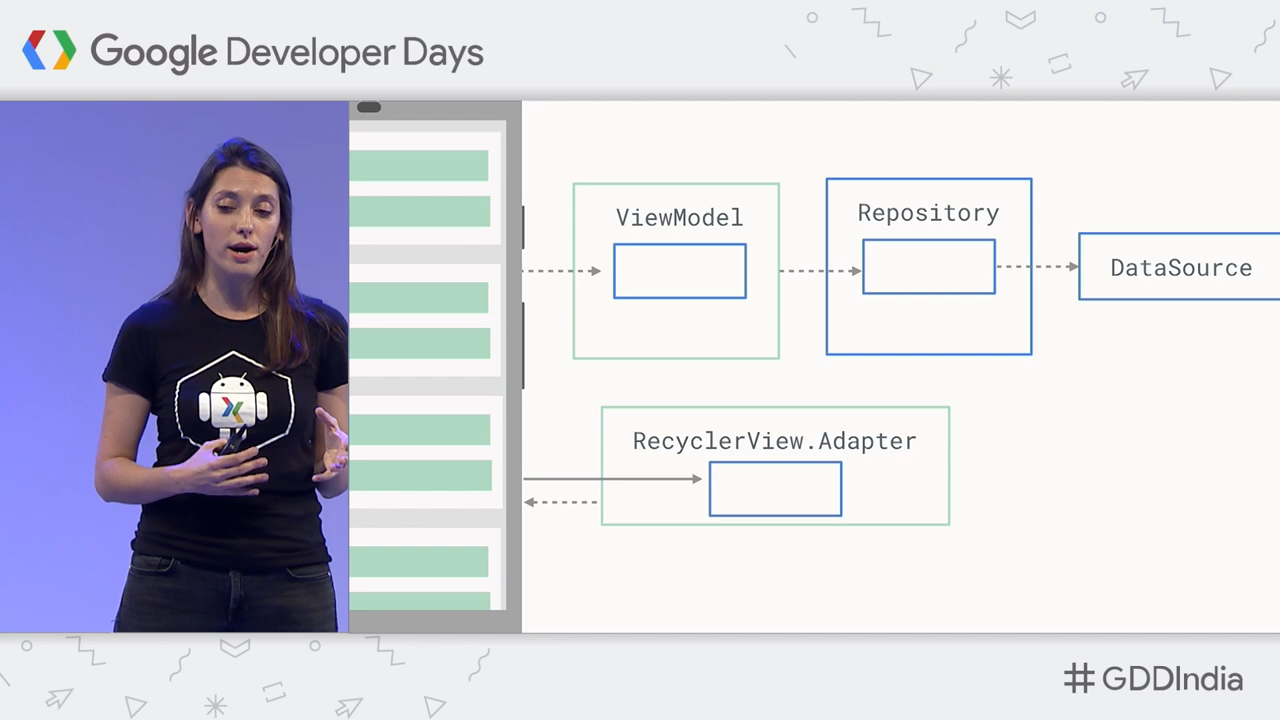 Google Developer Days
ViewModel
Repository
DataSource
RecyclerView.Adapter
#GDDIndia